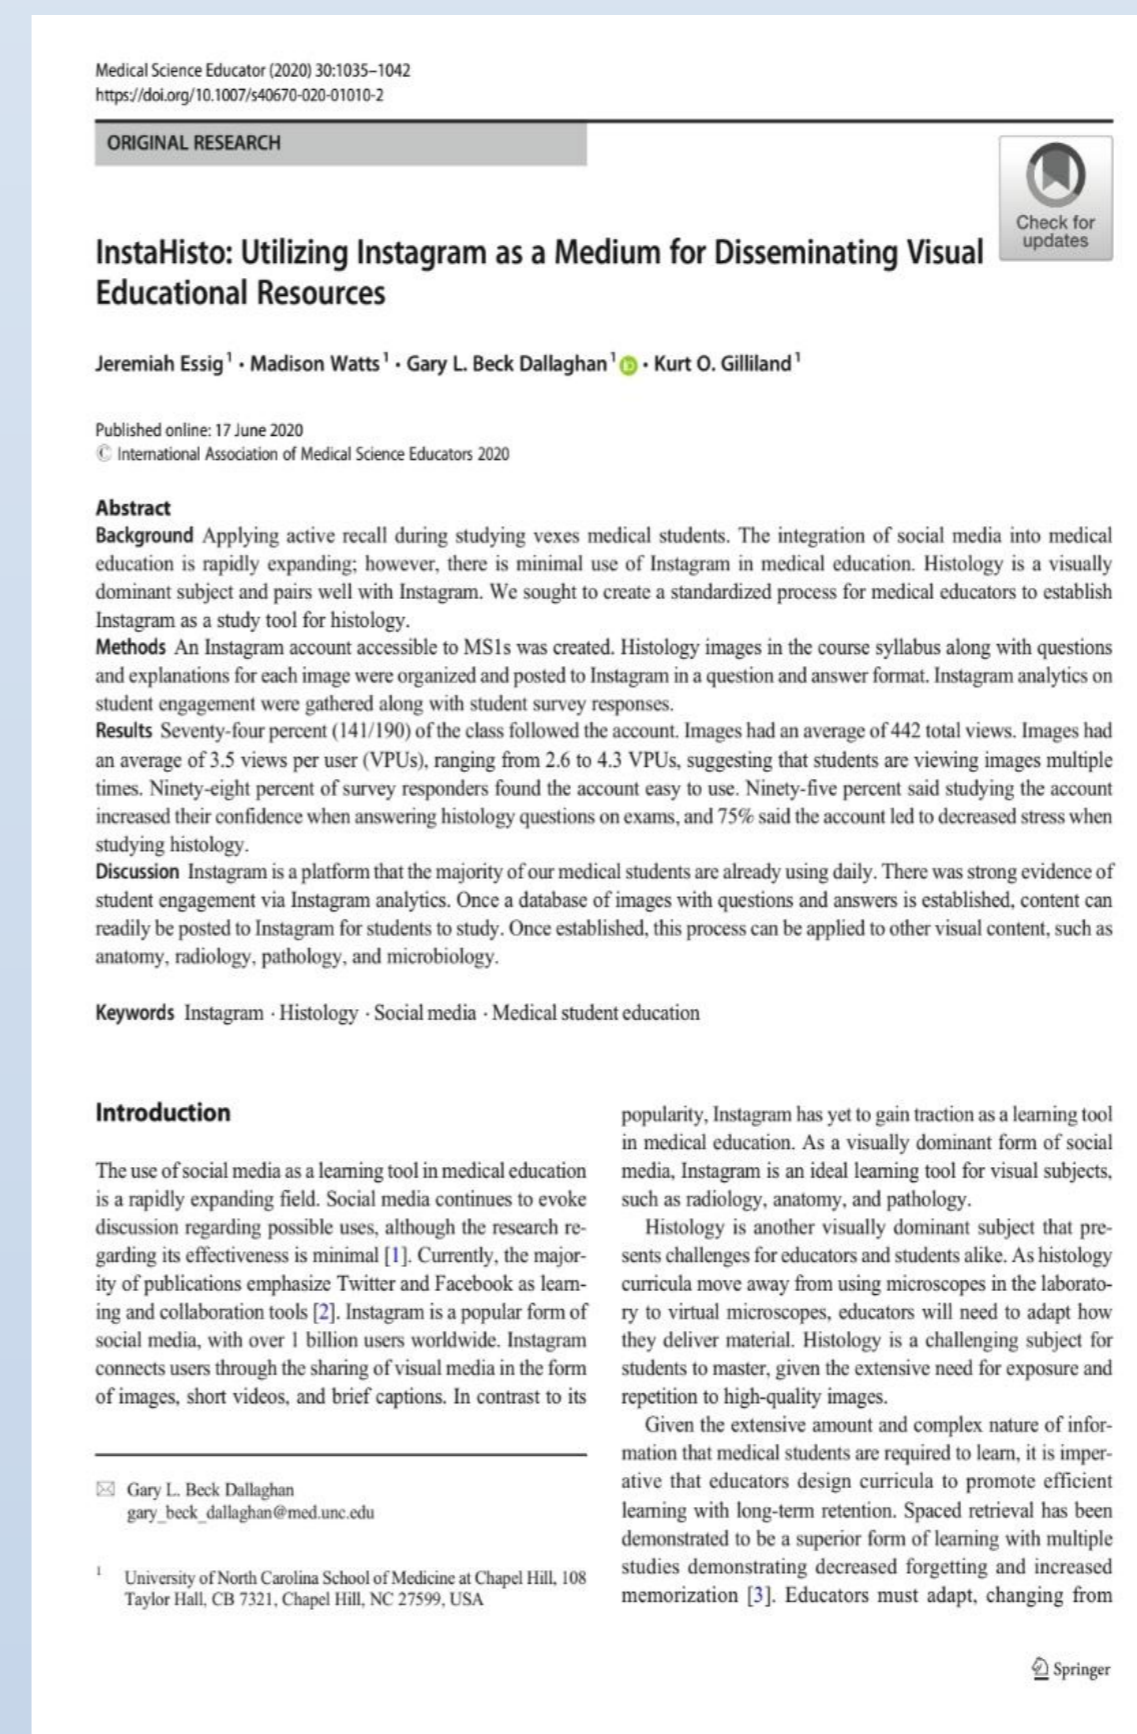 Medical Science Educator (2020) 30:1035–1042
https://doi.org/10.1007/s40670-020-01010-2
ORIGINAL RESEARCH
Check for
updates
InstaHisto: Utilizing Instagram as a Medium for Disseminating Visual
Educational Resources
Jeremiah Essig1 · Madison Watts1 · Gary L. Beck Dallaghan1 iD · Kurt O. Gilliland1
Published online: 17 June 2020
© International Association of Medical Science Educators 2020
Abstract
Background Applying active recall during studying vexes medical students. The integration of social media into medical
education is rapidly expanding; however, there is minimal use of Instagram in medical education. Histology is a visually
dominant subject and pairs well with Instagram. We sought to create a standardized process for medical educators to establish
Instagram as a study tool for histology.
Methods An Instagram account accessible to MS1s was created. Histology images in the course syllabus along with questions
and explanations for each image were organized and posted to Instagram in a question and answer format. Instagram analytics on
student engagement were gathered along with student survey responses.
Results Seventy-four percent (141/190) of the class followed the account. Images had an average of 442 total views. Images had
an average of 3.5 views per user (VPUs), ranging from 2.6 to 4.3 VPUs, suggesting that students are viewing images multiple
times. Ninety-eight percent of survey responders found the account easy to use. Ninety-five percent said studying the account
increased their confidence when answering histology questions on exams, and 75% said the account led to decreased stress when
studying histology.
Discussion Instagram is a platform that the majority of our medical students are already using daily. There was strong evidence of
student engagement via Instagram analytics. Once a database of images with questions and answers is established, content can
readily be posted to Instagram for students to study. Once established, this process can be applied to other visual content, such as
anatomy, radiology, pathology, and microbiology.
Keywords Instagram · Histology · Social media · Medical student education
Introduction
The use of social media as a learning tool in medical education
is a rapidly expanding field. Social media continues to evoke
discussion regarding possible uses, although the research re-
garding its effectiveness is minimal [1]. Currently, the major-
ity of publications emphasize Twitter and Facebook as learn-
ing and collaboration tools [2]. Instagram is a popular form of
social media, with over 1 billion users worldwide. Instagram
connects users through the sharing of visual media in the form
of images, short videos, and brief captions. In contrast to its
popularity, Instagram has yet to gain traction as a learning tool
in medical education. As a visually dominant form of social
media, Instagram is an ideal learning tool for visual subjects,
such as radiology, anatomy, and pathology.
Histology is another visually dominant subject that pre-
sents challenges for educators and students alike. As histology
curricula move away from using microscopes in the laborato-
ry to virtual microscopes, educators will need to adapt how
they deliver material. Histology is a challenging subject for
students to master, given the extensive need for exposure and
repetition to high-quality images.
Given the extensive amount and complex nature of infor-
mation that medical students are required to learn, it is imper-
ative that educators design curricula to promote efficient
learning with long-term retention. Spaced retrieval has been
demonstrated to be a superior form of learning with multiple
studies demonstrating decreased forgetting and increased
memorization [3]. Educators must adapt, changing from
Gary L. Beck Dallaghan
gary_beck_dallaghan@med.unc.edu
1 University of North Carolina School of Medicine at Chapel Hill, 108
Taylor Hall, CB 7321, Chapel Hill, NC 27599, USA
Springer